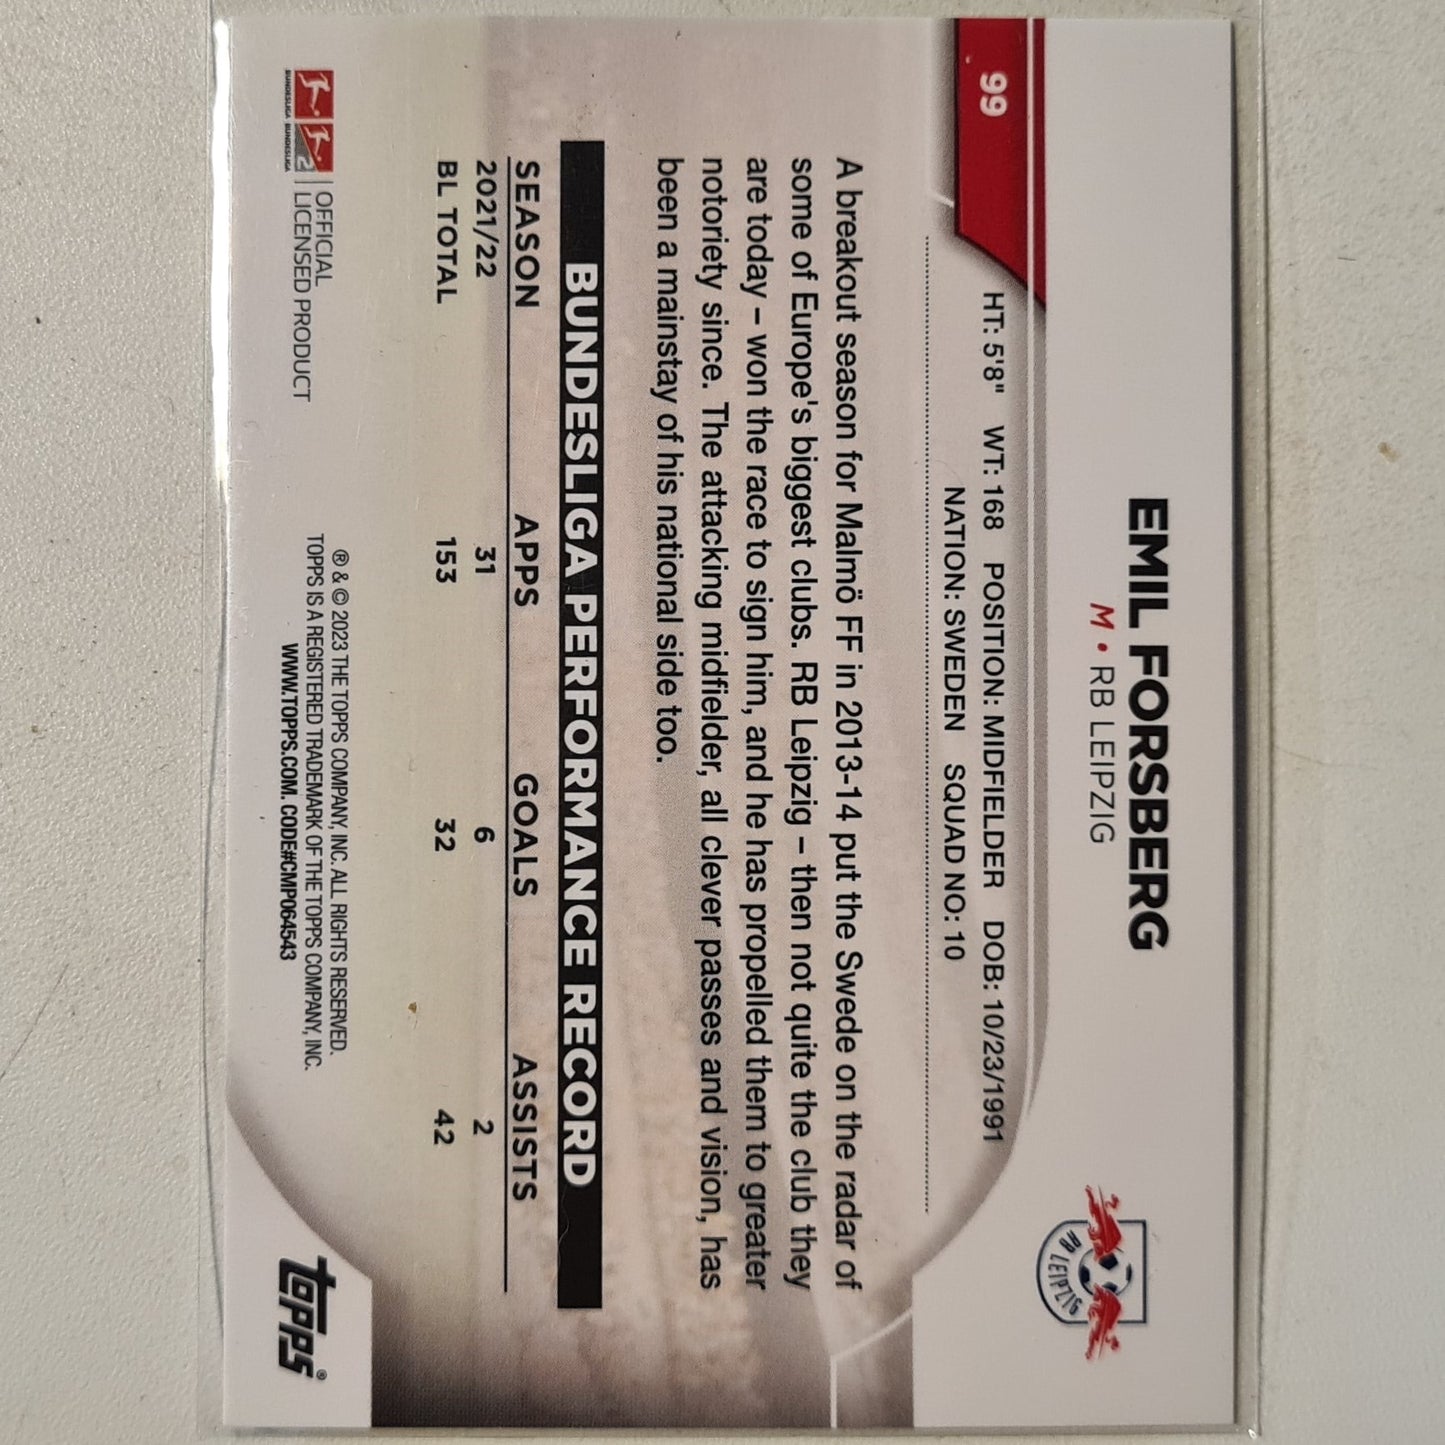 99
EMIL FORSBERG
M • RB LEIPZIG
RB LEIPZIG
HT: 5'8" WT: 168 POSITION: MIDFIELDER DOB: 10/23/1991
NATION: SWEDEN SQUAD NO: 10
A breakout season for Malmö FF in 2013-14 put the Swede on the radar of
some of Europe's biggest clubs. RB Leipzig – then not quite the club they
are today – won the race to sign him, and he has propelled them to greater
notoriety since. The attacking midfielder, all clever passes and vision, has
been a mainstay of his national side too.
BUNDESLIGA PERFORMANCE RECORD
SEASON APPS GOALS ASSISTS
2021/22 31 6 2
BL TOTAL 153 32 42
BUNDESLIGA BUNDESLIGA
2
OFFICIAL
LICENSED PRODUCT
® & © 2023 THE TOPPS COMPANY, INC. ALL RIGHTS RESERVED.
TOPPS IS A REGISTERED TRADEMARK OF THE TOPPS COMPANY, INC.
WWW.TOPPS.COM. CODE#CMP064543
topps®